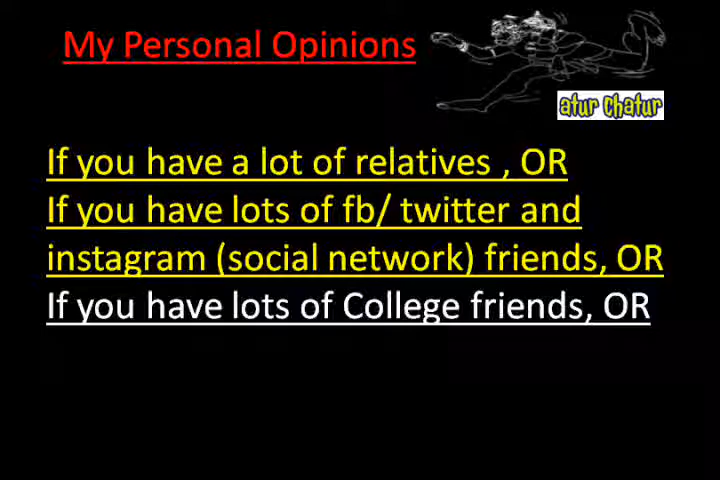 My Personal Opinions
atur chatur
If you have a lot of relatives , OR
If you have lots of fb/ twitter and
instagram (social network) friends, OR
If you have lots of College friends, OR